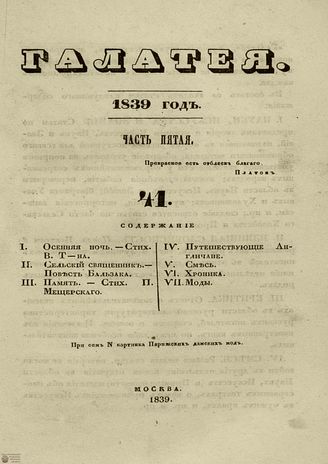 ГАЛАТЕЯ.
1839 годъ.
ЧАСТЬ ПЯТАЯ.
Прекрасное есть отблескъ благаго.
Платонъ.
41.
СОДЕРЖАНІЕ
I. Осенняя ночь. — Стих.
В. Т—на.
II. Сельскій священникъ. —
Повѣсть Бальзака.
III. Память. — Стих. П.
Мещерскаго.
IV. Путешествующіе Ан-
гличане.
V. Смѣсь.
VI. Хроника.
VII. Моды.
При семъ N картинка Парижскихъ дамскихъ модъ.
МОСКВА.
1839.